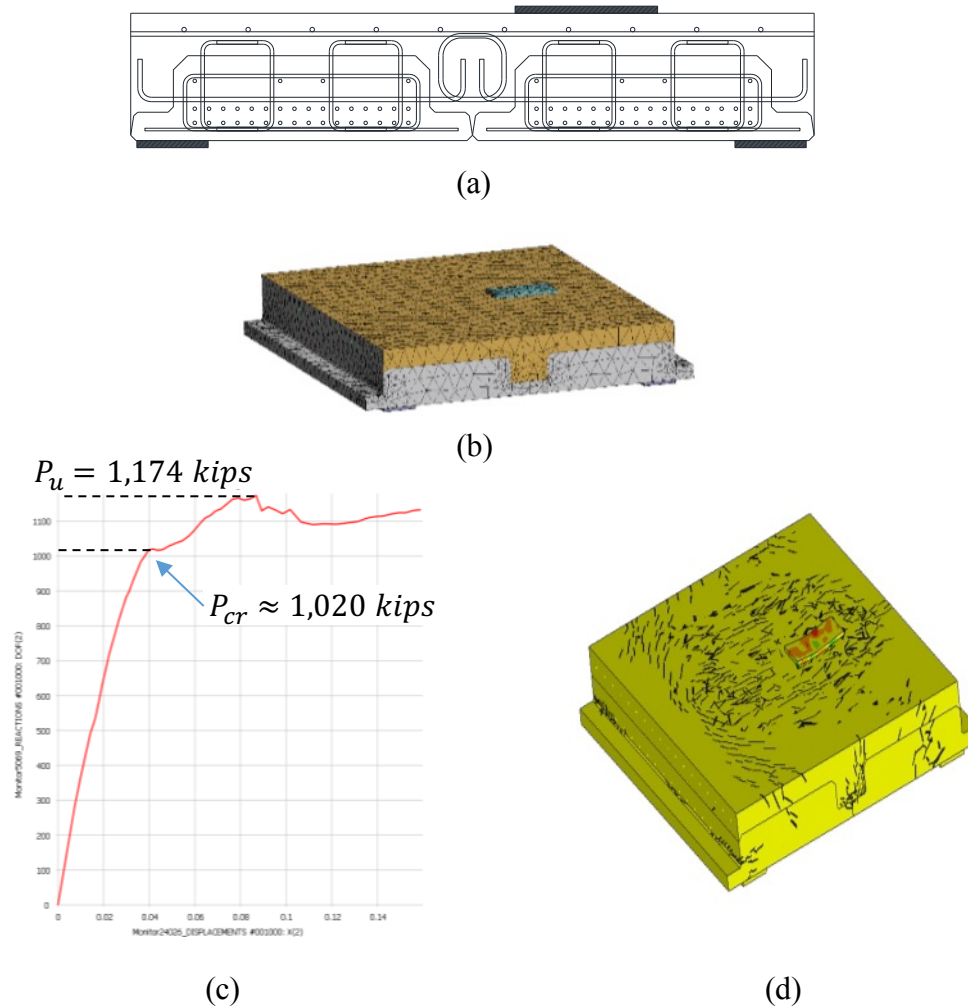 (a)
(b)
P_u = 1,174 kips
P_cr ≈ 1,020 kips
1100
1000
900
800
700
600
500
400
300
200
100
0
0 0.02 0.04 0.06 0.08 0.1 0.12 0.14
Monitor5069_REACTIONS #001000: DOF(2)
Monitor24026_DISPLACEMENTS #001000: X(2)
(c)
(d)